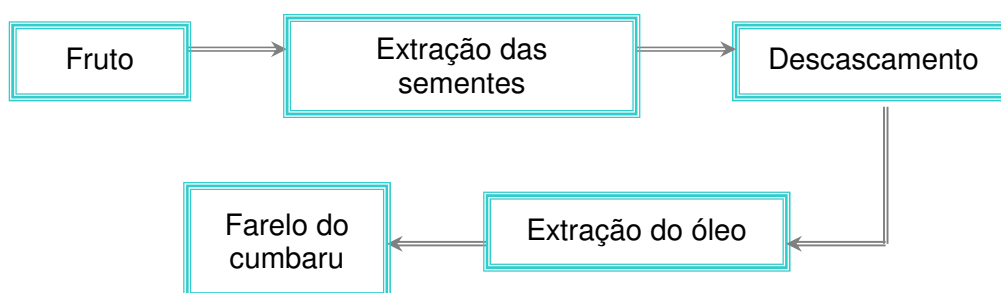 Fruto
Extração das
sementes
Descascamento
Extração do óleo
Farelo do
cumbaru